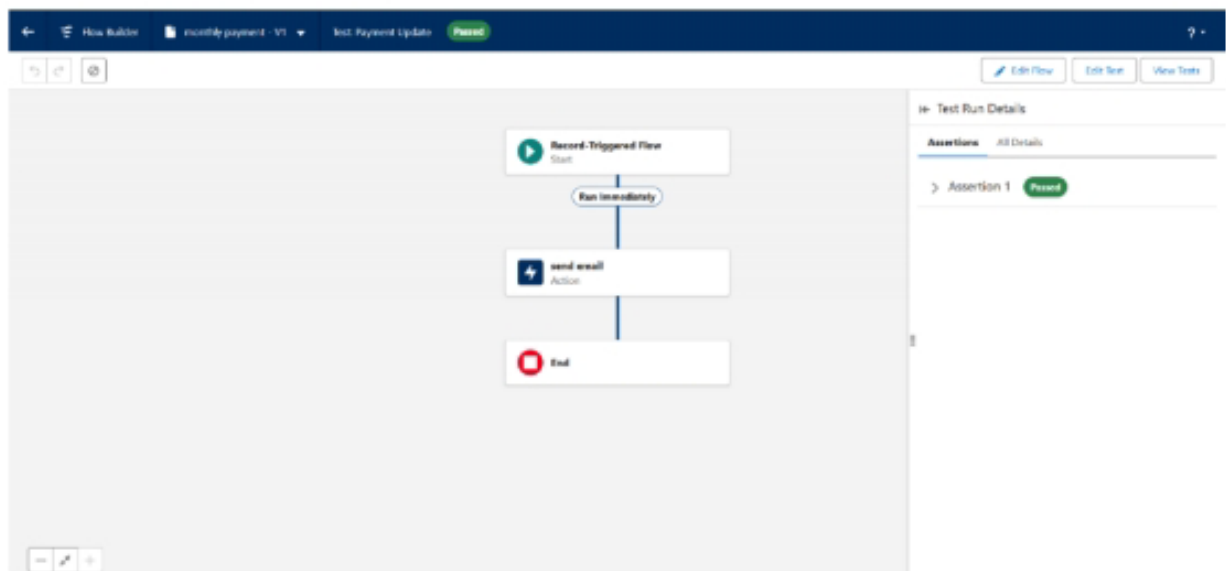 Flow Builder monthly payment - V1 Test: Payment Update Passed ?
Edit Flow Edit Test View Tests
Test Run Details
Assertions All Details
Assertion 1 Passed
Record-Triggered Flow
Start
Run Immediately
send email
Action
End